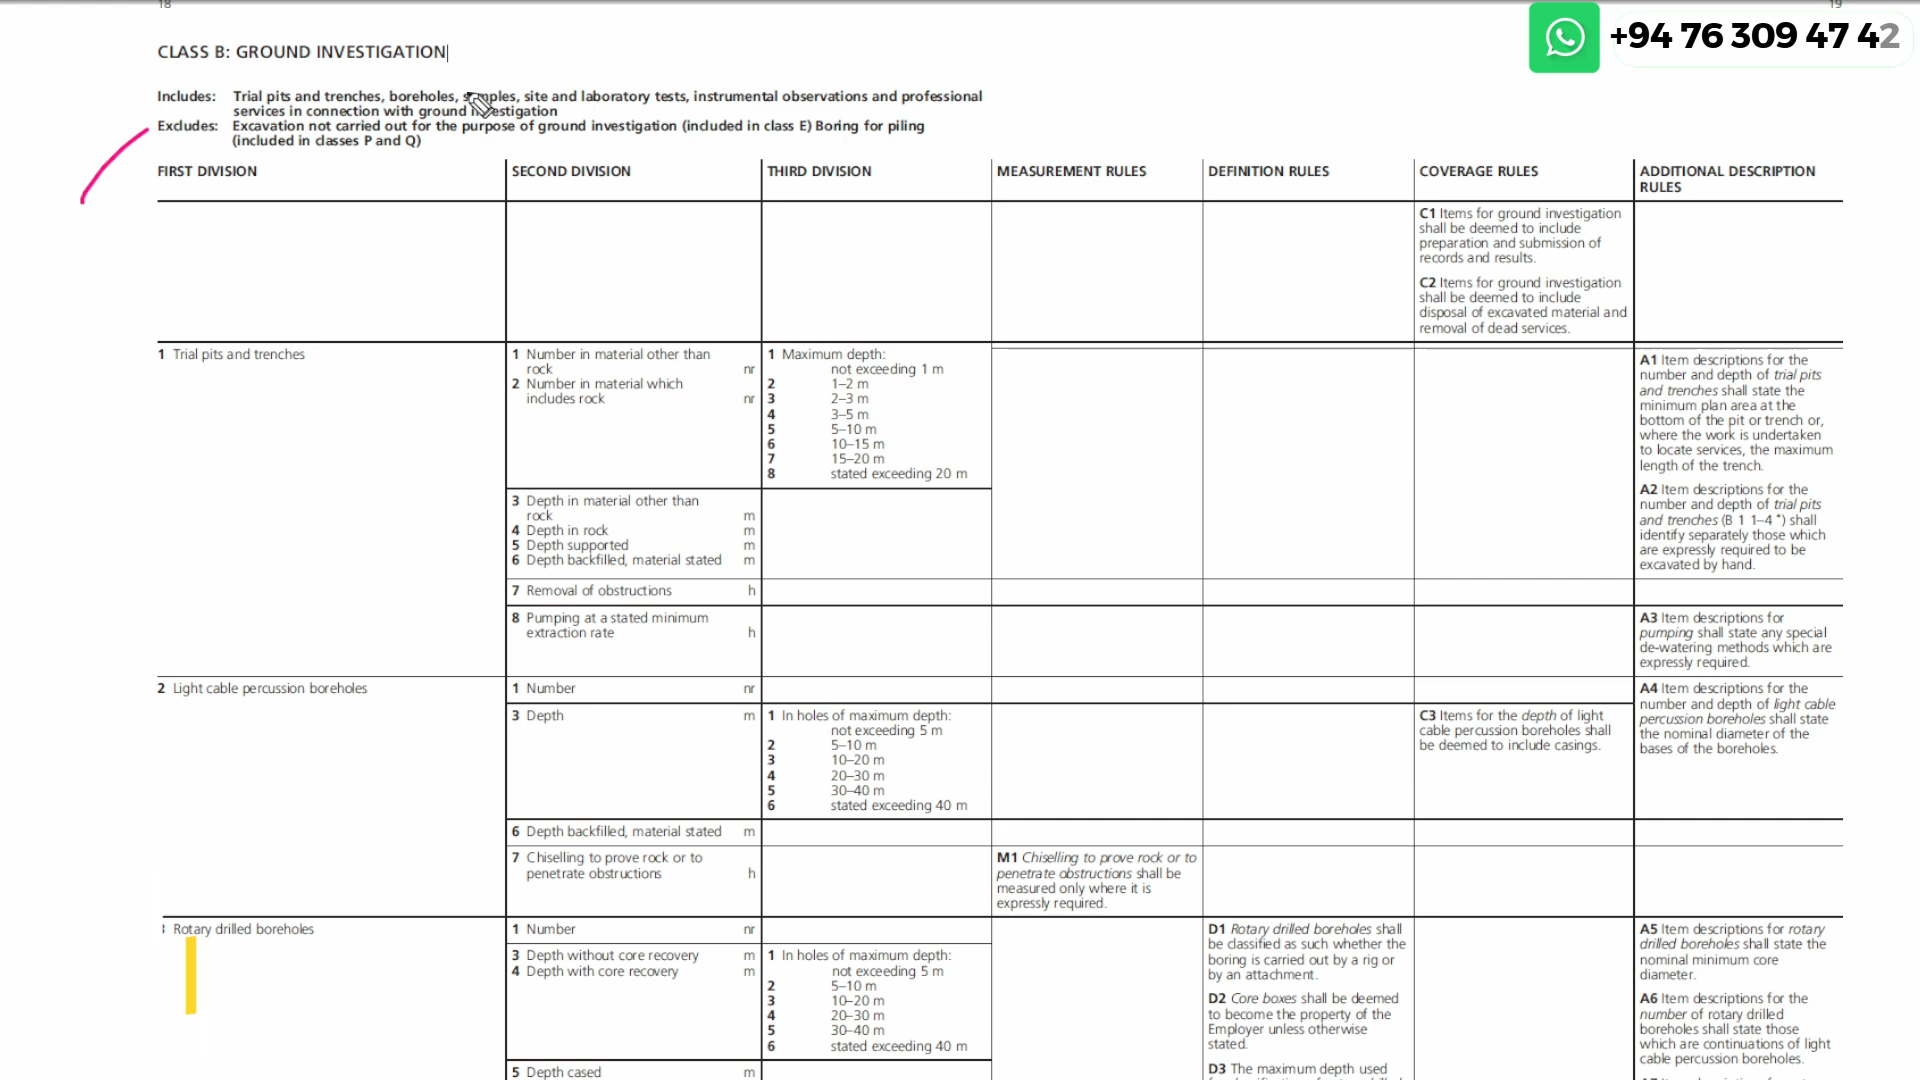 18
19
+94 76 309 47 42
CLASS B: GROUND INVESTIGATION
Includes: Trial pits and trenches, boreholes, samples, site and laboratory tests, instrumental observations and professional
services in connection with ground investigation
Excludes: Excavation not carried out for the purpose of ground investigation (included in class E) Boring for piling
(included in classes P and Q)
FIRST DIVISION
SECOND DIVISION
THIRD DIVISION
MEASUREMENT RULES
DEFINITION RULES
COVERAGE RULES
ADDITIONAL DESCRIPTION
RULES
C1 Items for ground investigation
shall be deemed to include
preparation and submission of
records and results.
C2 Items for ground investigation
shall be deemed to include
disposal of excavated material and
removal of dead services.
1 Trial pits and trenches
1 Number in material other than
rock nr
2 Number in material which
includes rock nr
1 Maximum depth:
not exceeding 1 m
2 1–2 m
3 2–3 m
4 3–5 m
5 5–10 m
6 10–15 m
7 15–20 m
8 stated exceeding 20 m
A1 Item descriptions for the
number and depth of trial pits
and trenches shall state the
minimum plan area at the
bottom of the pit or trench or,
where the work is undertaken
to locate services, the maximum
length of the trench.
3 Depth in material other than
rock m
4 Depth in rock m
5 Depth supported m
6 Depth backfilled, material stated m
A2 Item descriptions for the
number and depth of trial pits
and trenches (B 1 1–4 *) shall
identify separately those which
are expressly required to be
excavated by hand.
7 Removal of obstructions h
8 Pumping at a stated minimum
extraction rate h
A3 Item descriptions for
pumping shall state any special
de-watering methods which are
expressly required.
2 Light cable percussion boreholes
1 Number nr
A4 Item descriptions for the
number and depth of light cable
percussion boreholes shall state
the nominal diameter of the
bases of the boreholes.
3 Depth m
1 In holes of maximum depth:
not exceeding 5 m
2 5–10 m
3 10–20 m
4 20–30 m
5 30–40 m
6 stated exceeding 40 m
C3 Items for the depth of light
cable percussion boreholes shall
be deemed to include casings.
6 Depth backfilled, material stated m
7 Chiselling to prove rock or to
penetrate obstructions h
M1 Chiselling to prove rock or to
penetrate obstructions shall be
measured only where it is
expressly required.
Rotary drilled boreholes
1 Number nr
3 Depth without core recovery m
4 Depth with core recovery m
1 In holes of maximum depth:
not exceeding 5 m
2 5–10 m
3 10–20 m
4 20–30 m
5 30–40 m
6 stated exceeding 40 m
5 Depth cased m
D1 Rotary drilled boreholes shall
be classified as such whether the
boring is carried out by a rig or
by an attachment.
D2 Core boxes shall be deemed
to become the property of the
Employer unless otherwise
stated.
D3 The maximum depth used
A5 Item descriptions for rotary
drilled boreholes shall state the
nominal minimum core
diameter.
A6 Item descriptions for the
number of rotary drilled
boreholes shall state those
which are continuations of light
cable percussion boreholes.